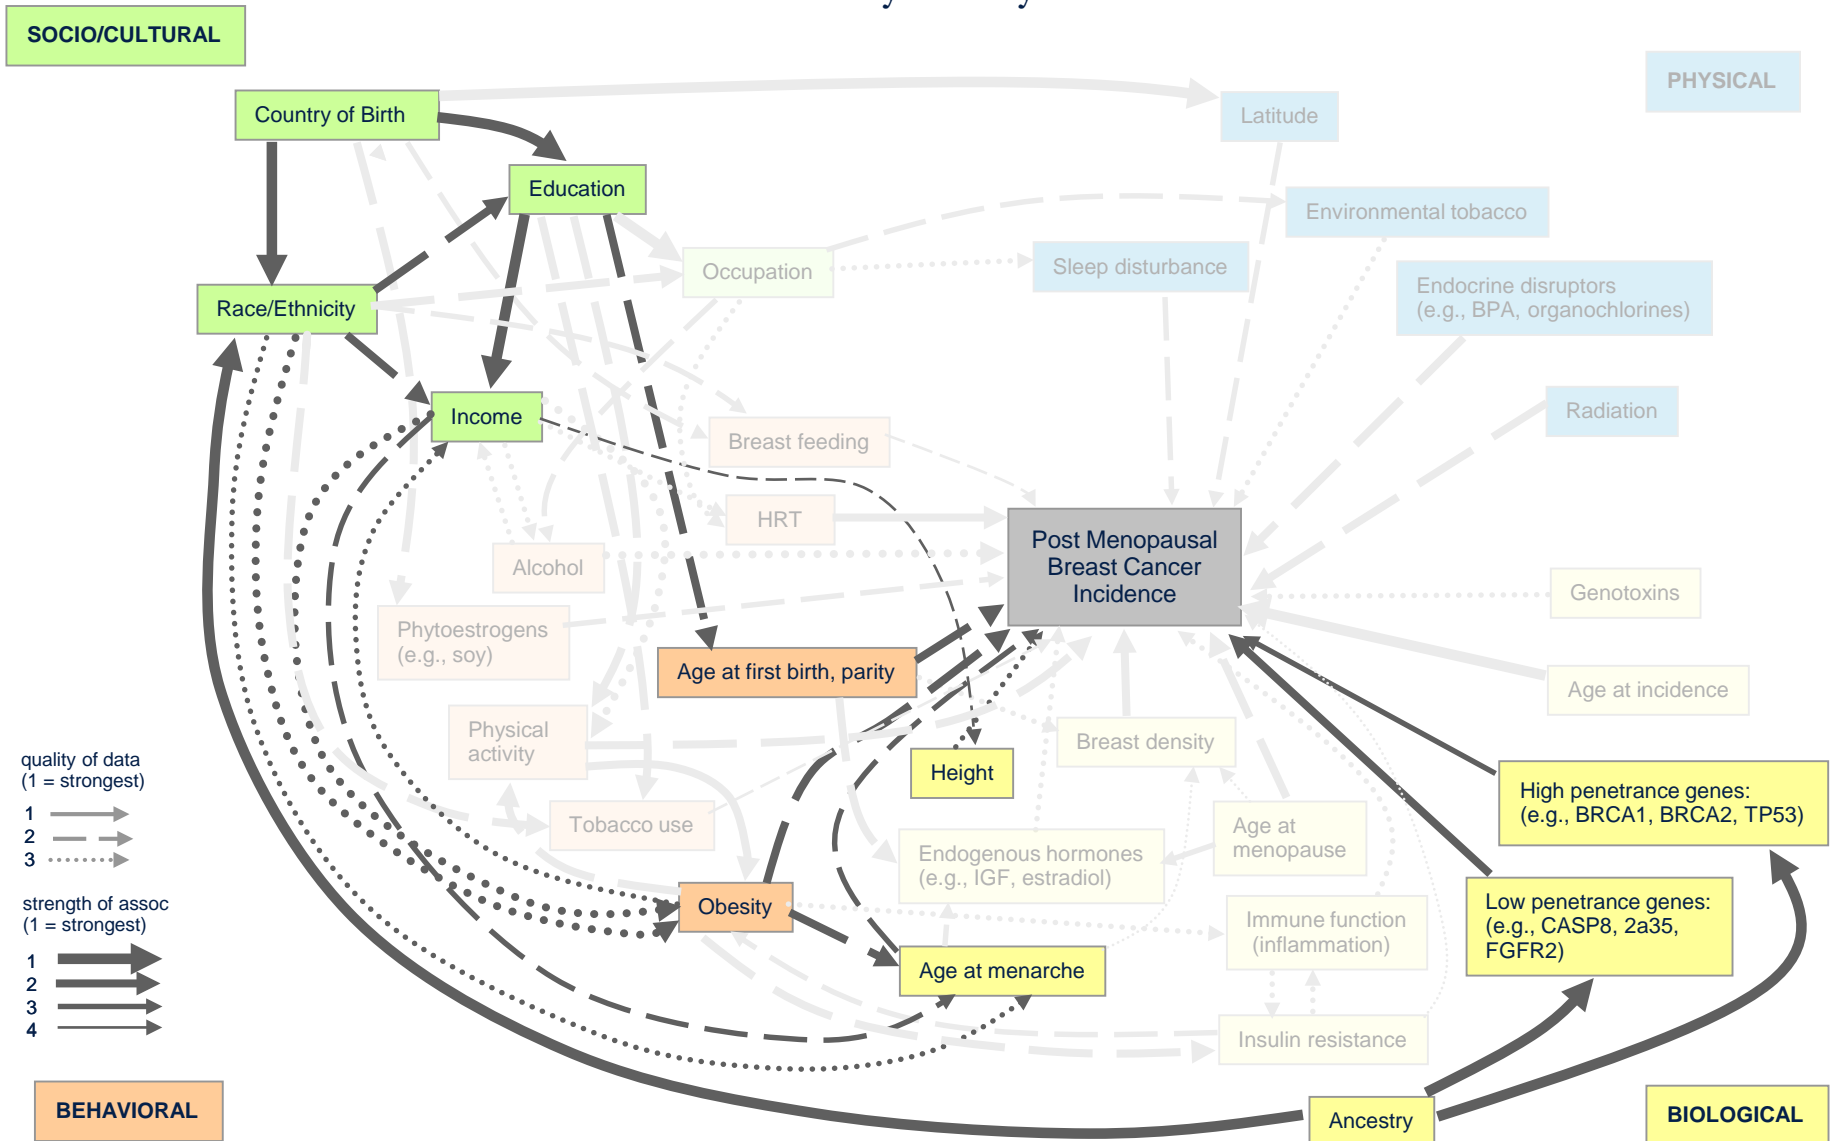 SOCIO/CULTURAL
PHYSICAL
Country of Birth
Latitude
Education
Environmental tobacco
Occupation
Sleep disturbance
Endocrine disruptors
(e.g., BPA, organochlorines)
Race/Ethnicity
Income
Radiation
Breast feeding
HRT
Post Menopausal
Breast Cancer
Incidence
Alcohol
Genotoxins
Phytoestrogens
(e.g., soy)
Age at first birth, parity
Age at incidence
Physical
activity
Breast density
Height
quality of data
(1 = strongest)
1
2
3
High penetrance genes:
(e.g., BRCA1, BRCA2, TP53)
Tobacco use
Age at
menopause
Endogenous hormones
(e.g., IGF, estradiol)
strength of assoc
(1 = strongest)
1
2
3
4
Obesity
Low penetrance genes:
(e.g., CASP8, 2a35,
FGFR2)
Immune function
(inflammation)
Age at menarche
Insulin resistance
BEHAVIORAL
Ancestry
BIOLOGICAL